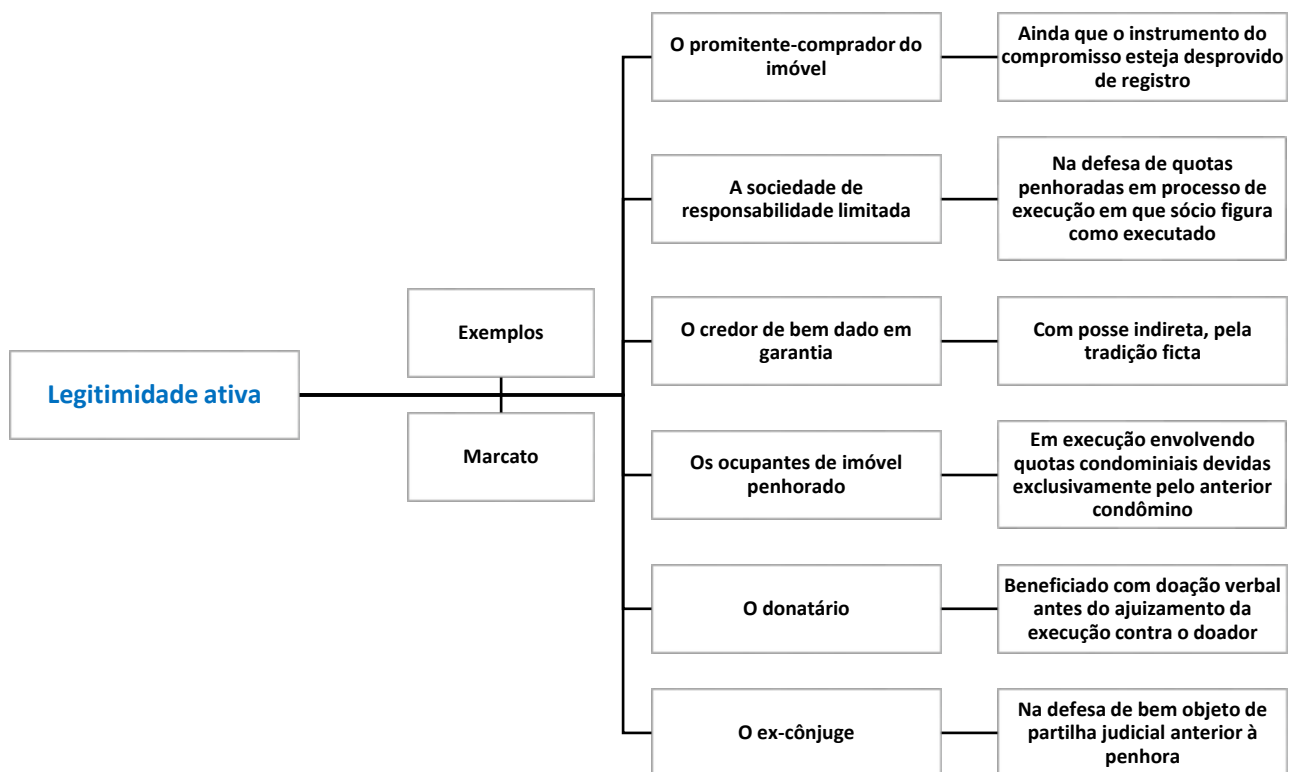 Legitimidade ativa
Exemplos
Marcato
O promitente-comprador do
imóvel
Ainda que o instrumento do
compromisso esteja desprovido
de registro
A sociedade de
responsabilidade limitada
Na defesa de quotas
penhoradas em processo de
execução em que sócio figura
como executado
O credor de bem dado em
garantia
Com posse indireta, pela
tradição ficta
Os ocupantes de imóvel
penhorado
Em execução envolvendo
quotas condominiais devidas
exclusivamente pelo anterior
condômino
O donatário
Beneficiado com doação verbal
antes do ajuizamento da
execução contra o doador
O ex-cônjuge
Na defesa de bem objeto de
partilha judicial anterior à
penhora